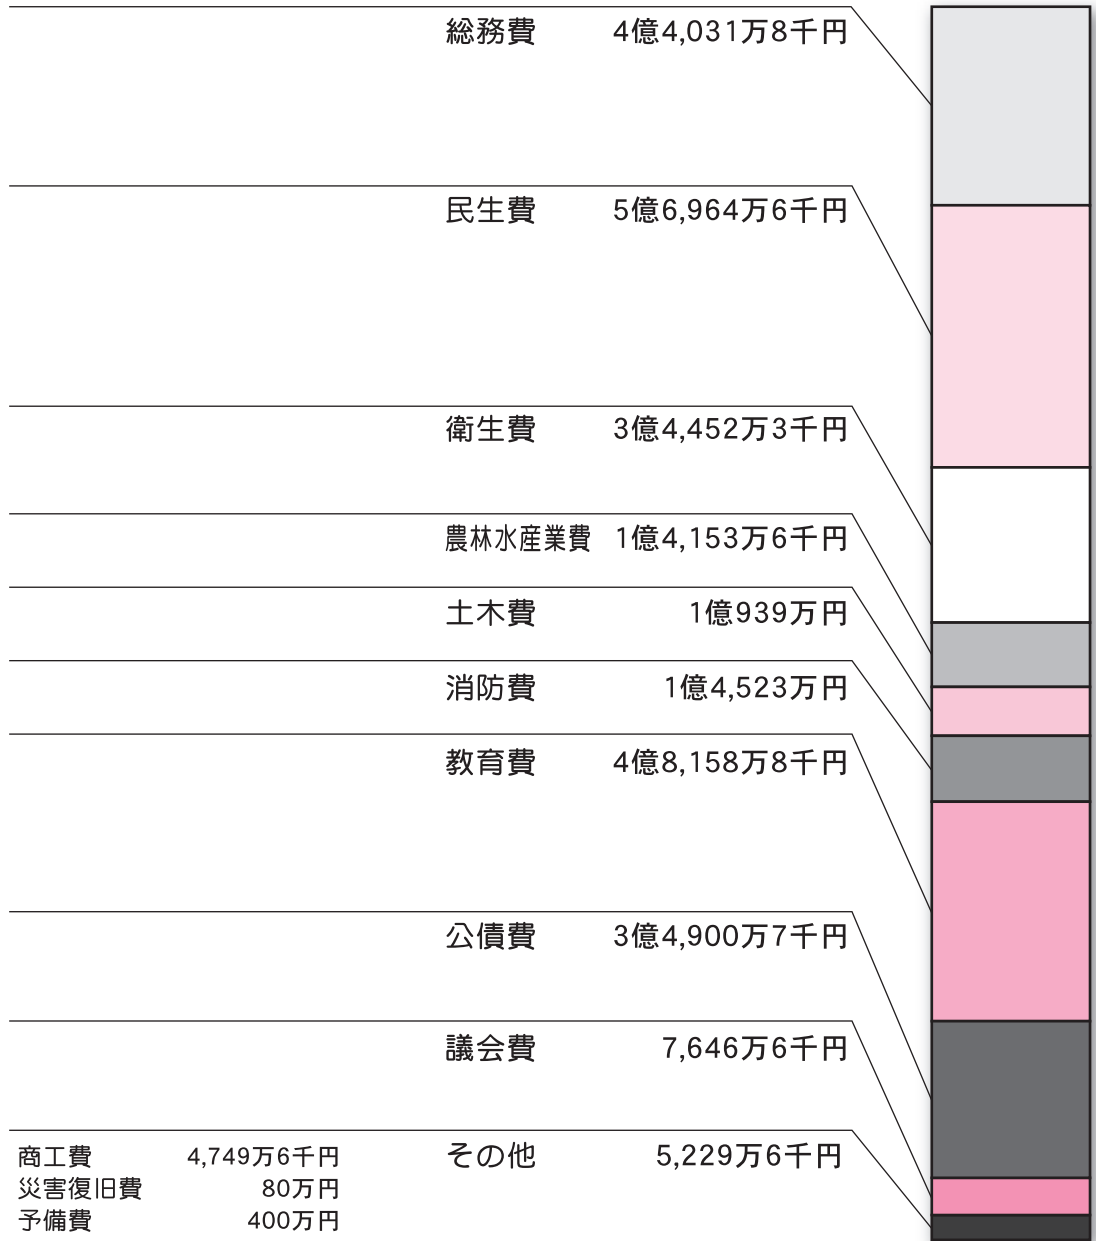 総務費 4億4,031万8千円
民生費 5億6,964万6千円
衛生費 3億4,452万3千円
農林水産業費 1億4,153万6千円
土木費 1億939万円
消防費 1億4,523万円
教育費 4億8,158万8千円
公債費 3億4,900万7千円
議会費 7,646万6千円
その他 5,229万6千円
商工費 4,749万6千円
災害復旧費 80万円
予備費 400万円